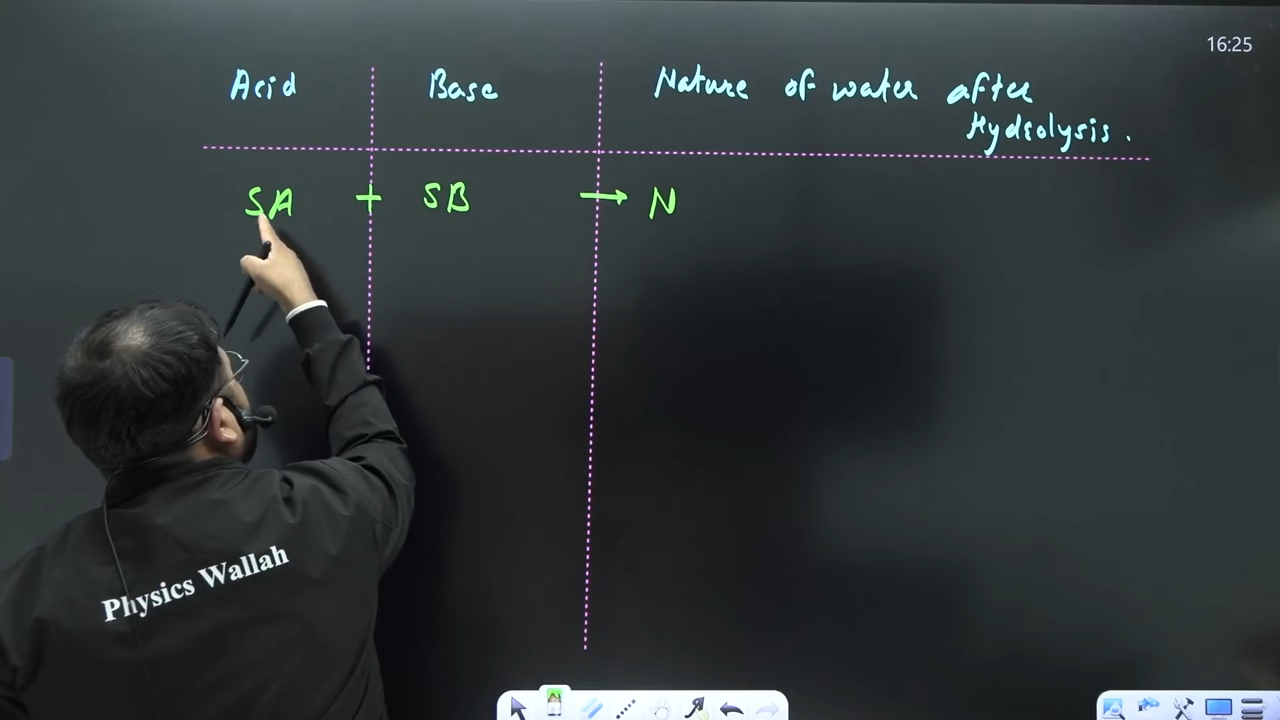 16:25
Acid Base Nature of water after
Hydrolysis.
SA + SB → N
Physics Wallah